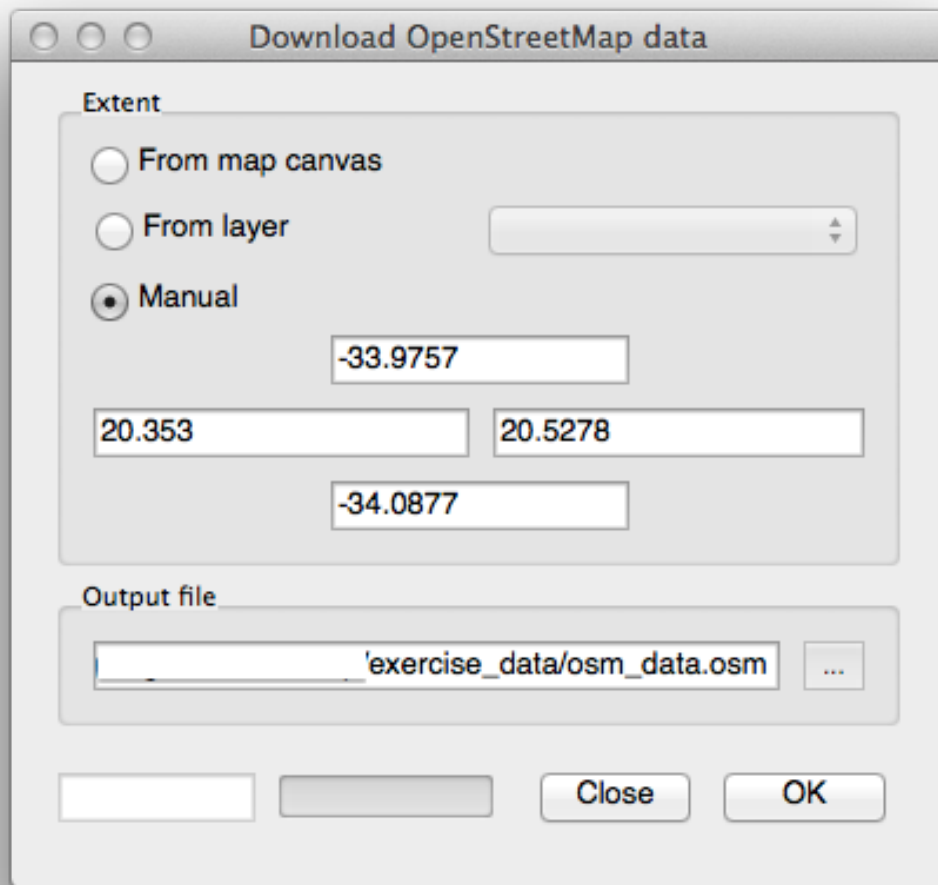 Download OpenStreetMap data
Extent
From map canvas
From layer
Manual
-33.9757
20.353 20.5278
-34.0877
Output file
/exercise_data/osm_data.osm ...
Close OK